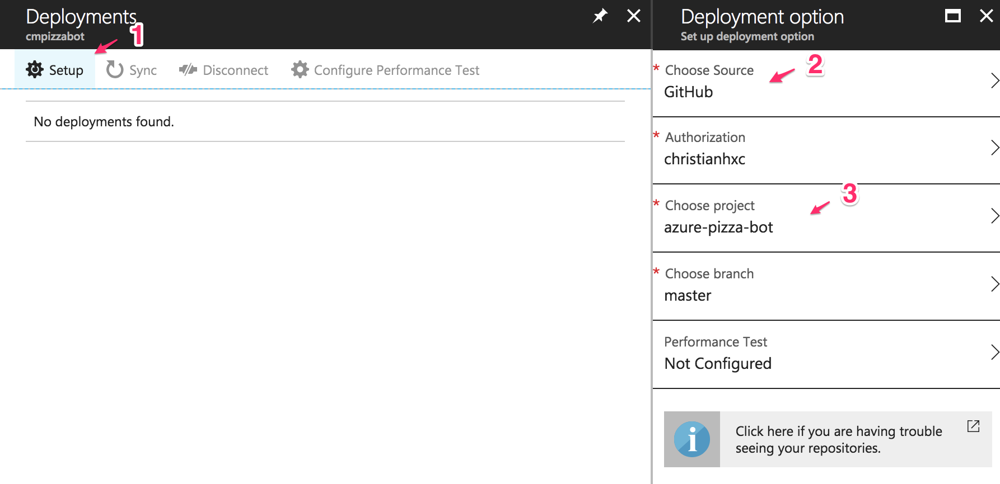 Deployments
cmpizzabot
1
Setup
Sync
Disconnect
Configure Performance Test
No deployments found.
Deployment option
Set up deployment option
2
* Choose Source
GitHub
* Authorization
christianhxc
3
* Choose project
azure-pizza-bot
* Choose branch
master
Performance Test
Not Configured
Click here if you are having trouble
seeing your repositories.